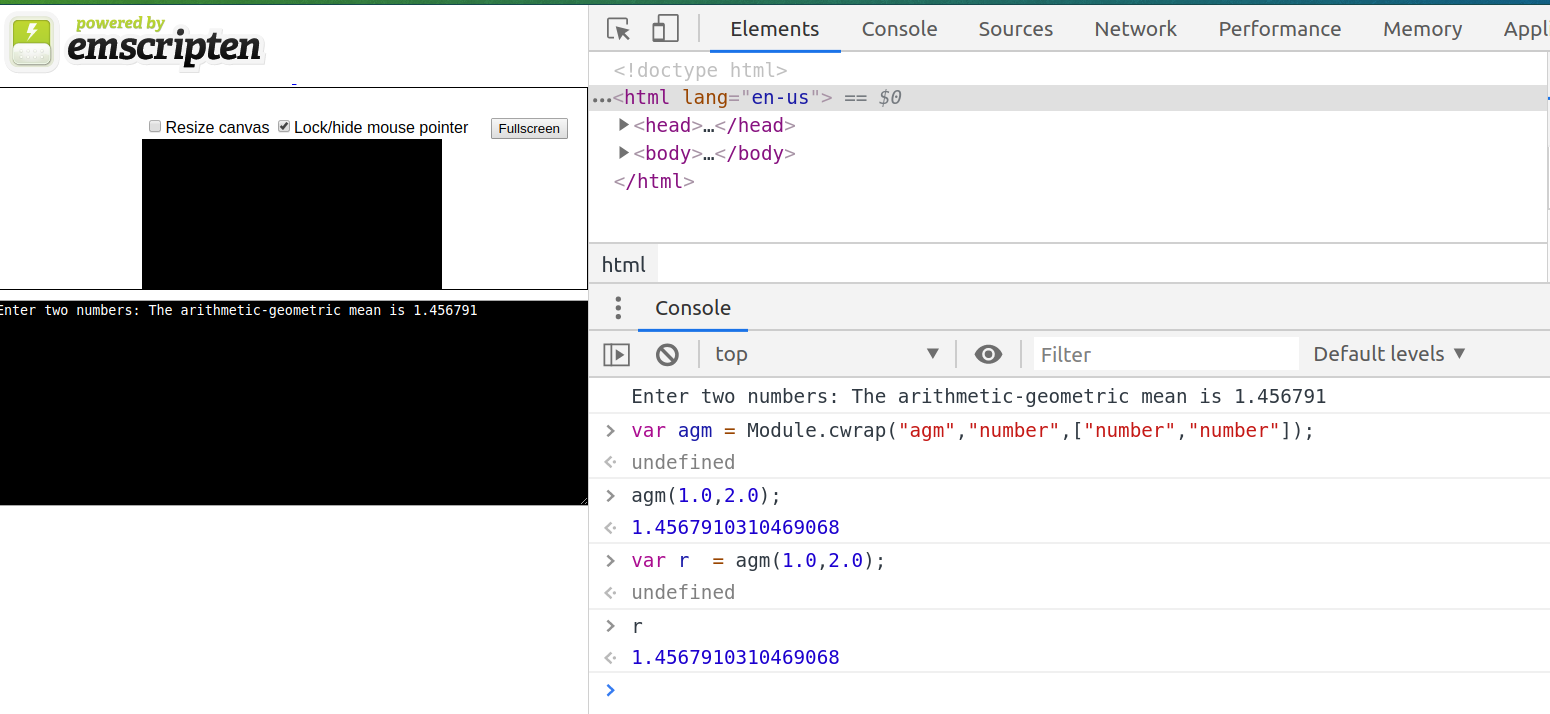 powered by
emscripten
Resize canvas Lock/hide mouse pointer Fullscreen
Enter two numbers: The arithmetic-geometric mean is 1.456791
Elements Console Sources Network Performance Memory Appl
<!doctype html>
…<html lang="en-us"> == $0
<head>…</head>
<body>…</body>
</html>
html
Console
top Filter Default levels
Enter two numbers: The arithmetic-geometric mean is 1.456791
> var agm = Module.cwrap("agm","number",["number","number"]);
undefined
> agm(1.0,2.0);
1.4567910310469068
> var r  = agm(1.0,2.0);
undefined
> r
1.4567910310469068
>